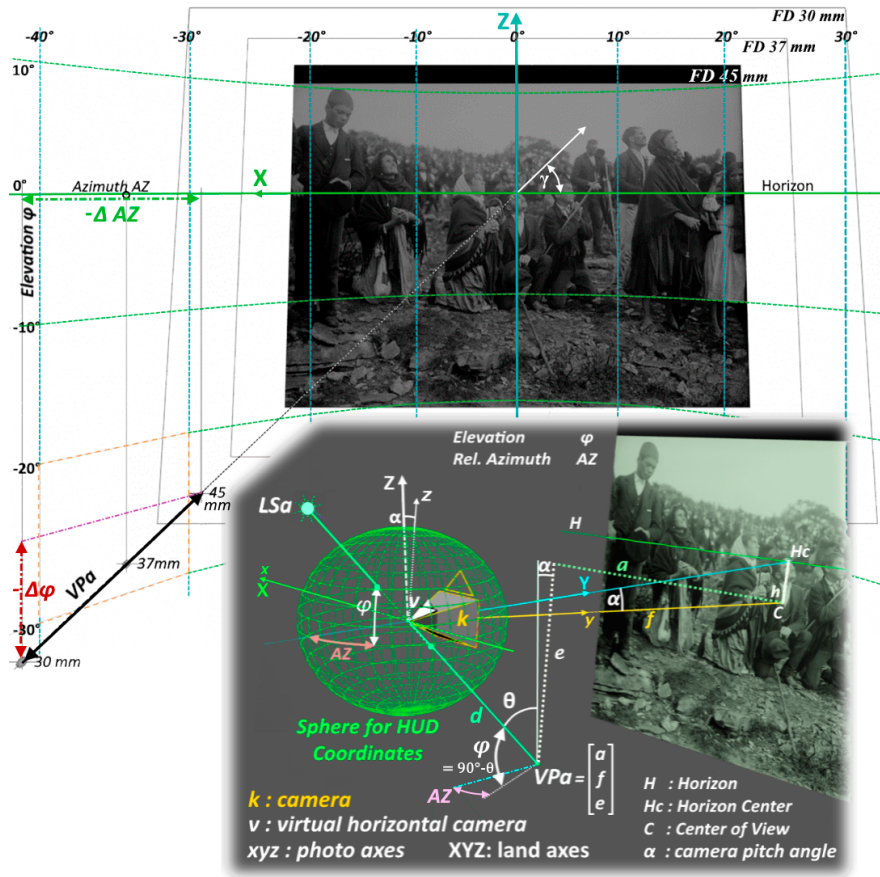 FD 30 mm
Z
-40° -30° -20° -10° 0° 10° 20° 30°
FD 37 mm
10°
FD 45 mm
γ
0°
Azimuth AZ
X
Horizon
-Δ AZ
Elevation φ
-10°
-20°
45 mm
VPa
37mm
-Δφ
-30°
30 mm
Elevation φ
Rel. Azimuth AZ
LSa
Z
z
α
H
Hc
x
X
α
a
Y
v
φ
k
α
h
y
f
C
AZ
e
θ
d
Sphere for HUD
Coordinates
φ
= 90°-θ
AZ
VPa = [a f e]
k : camera
v : virtual horizontal camera
xyz : photo axes XYZ: land axes
H : Horizon
Hc : Horizon Center
C : Center of View
α : camera pitch angle